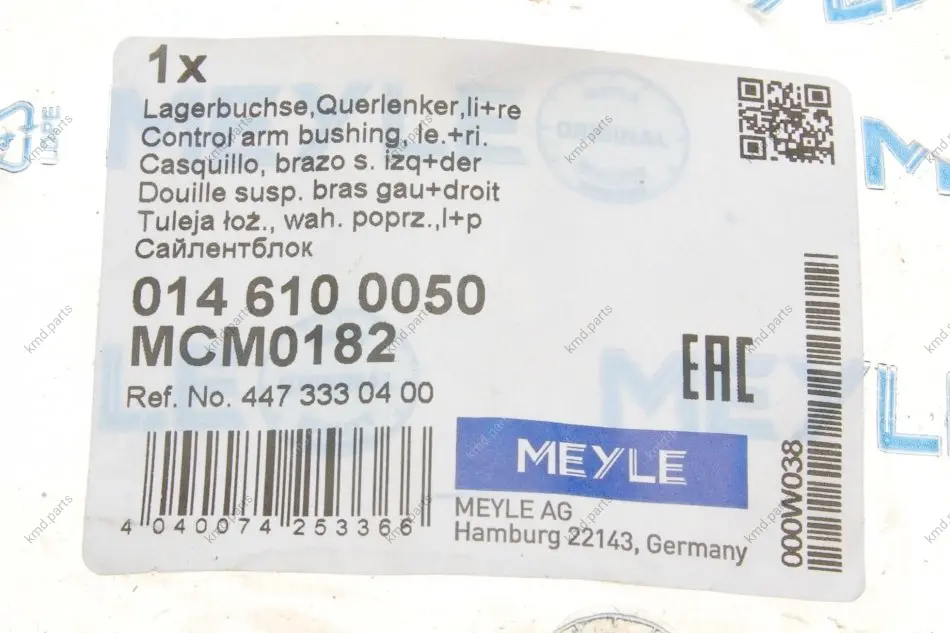 1x
Lagerbuchse,Querlenker,li+re
Control arm bushing,le.+ri.
Casquillo, brazo s. izq+der
Douille susp. bras gau+droit
Tuleja łoż., wah. poprz.,l+p
Сайлентблок
014 610 0050
MCM0182
Ref. No. 447 333 04 00
EAC
4 040074 253366
MEYLE
MEYLE AG
Hamburg 22143, Germany
000W038
kmd.parts